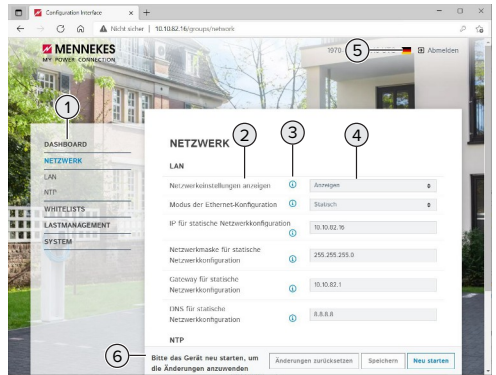 Configuration Interface
Nicht sicher | 10.10.82.16/groups/network
MENNEKES
MY POWER CONNECTION
1970
5
Abmelden
1
DASHBOARD
NETZWERK
LAN
NTP
WHITELISTS
LASTMANAGEMENT
SYSTEM
NETZWERK
2
3
4
LAN
Netzwerkeinstellungen anzeigen
Anzeigen
Modus der Ethernet-Konfiguration
Statisch
IP für statische Netzwerkkonfiguration
10.10.82.16
Netzwerkmaske für statische
Netzwerkkonfiguration
255.255.255.0
Gateway für statische
Netzwerkkonfiguration
10.10.82.1
DNS für statische
Netzwerkkonfiguration
8.8.8.8
NTP
6
Bitte das Gerät neu starten, um
die Änderungen anzuwenden
Änderungen zurücksetzen
Speichern
Neu starten